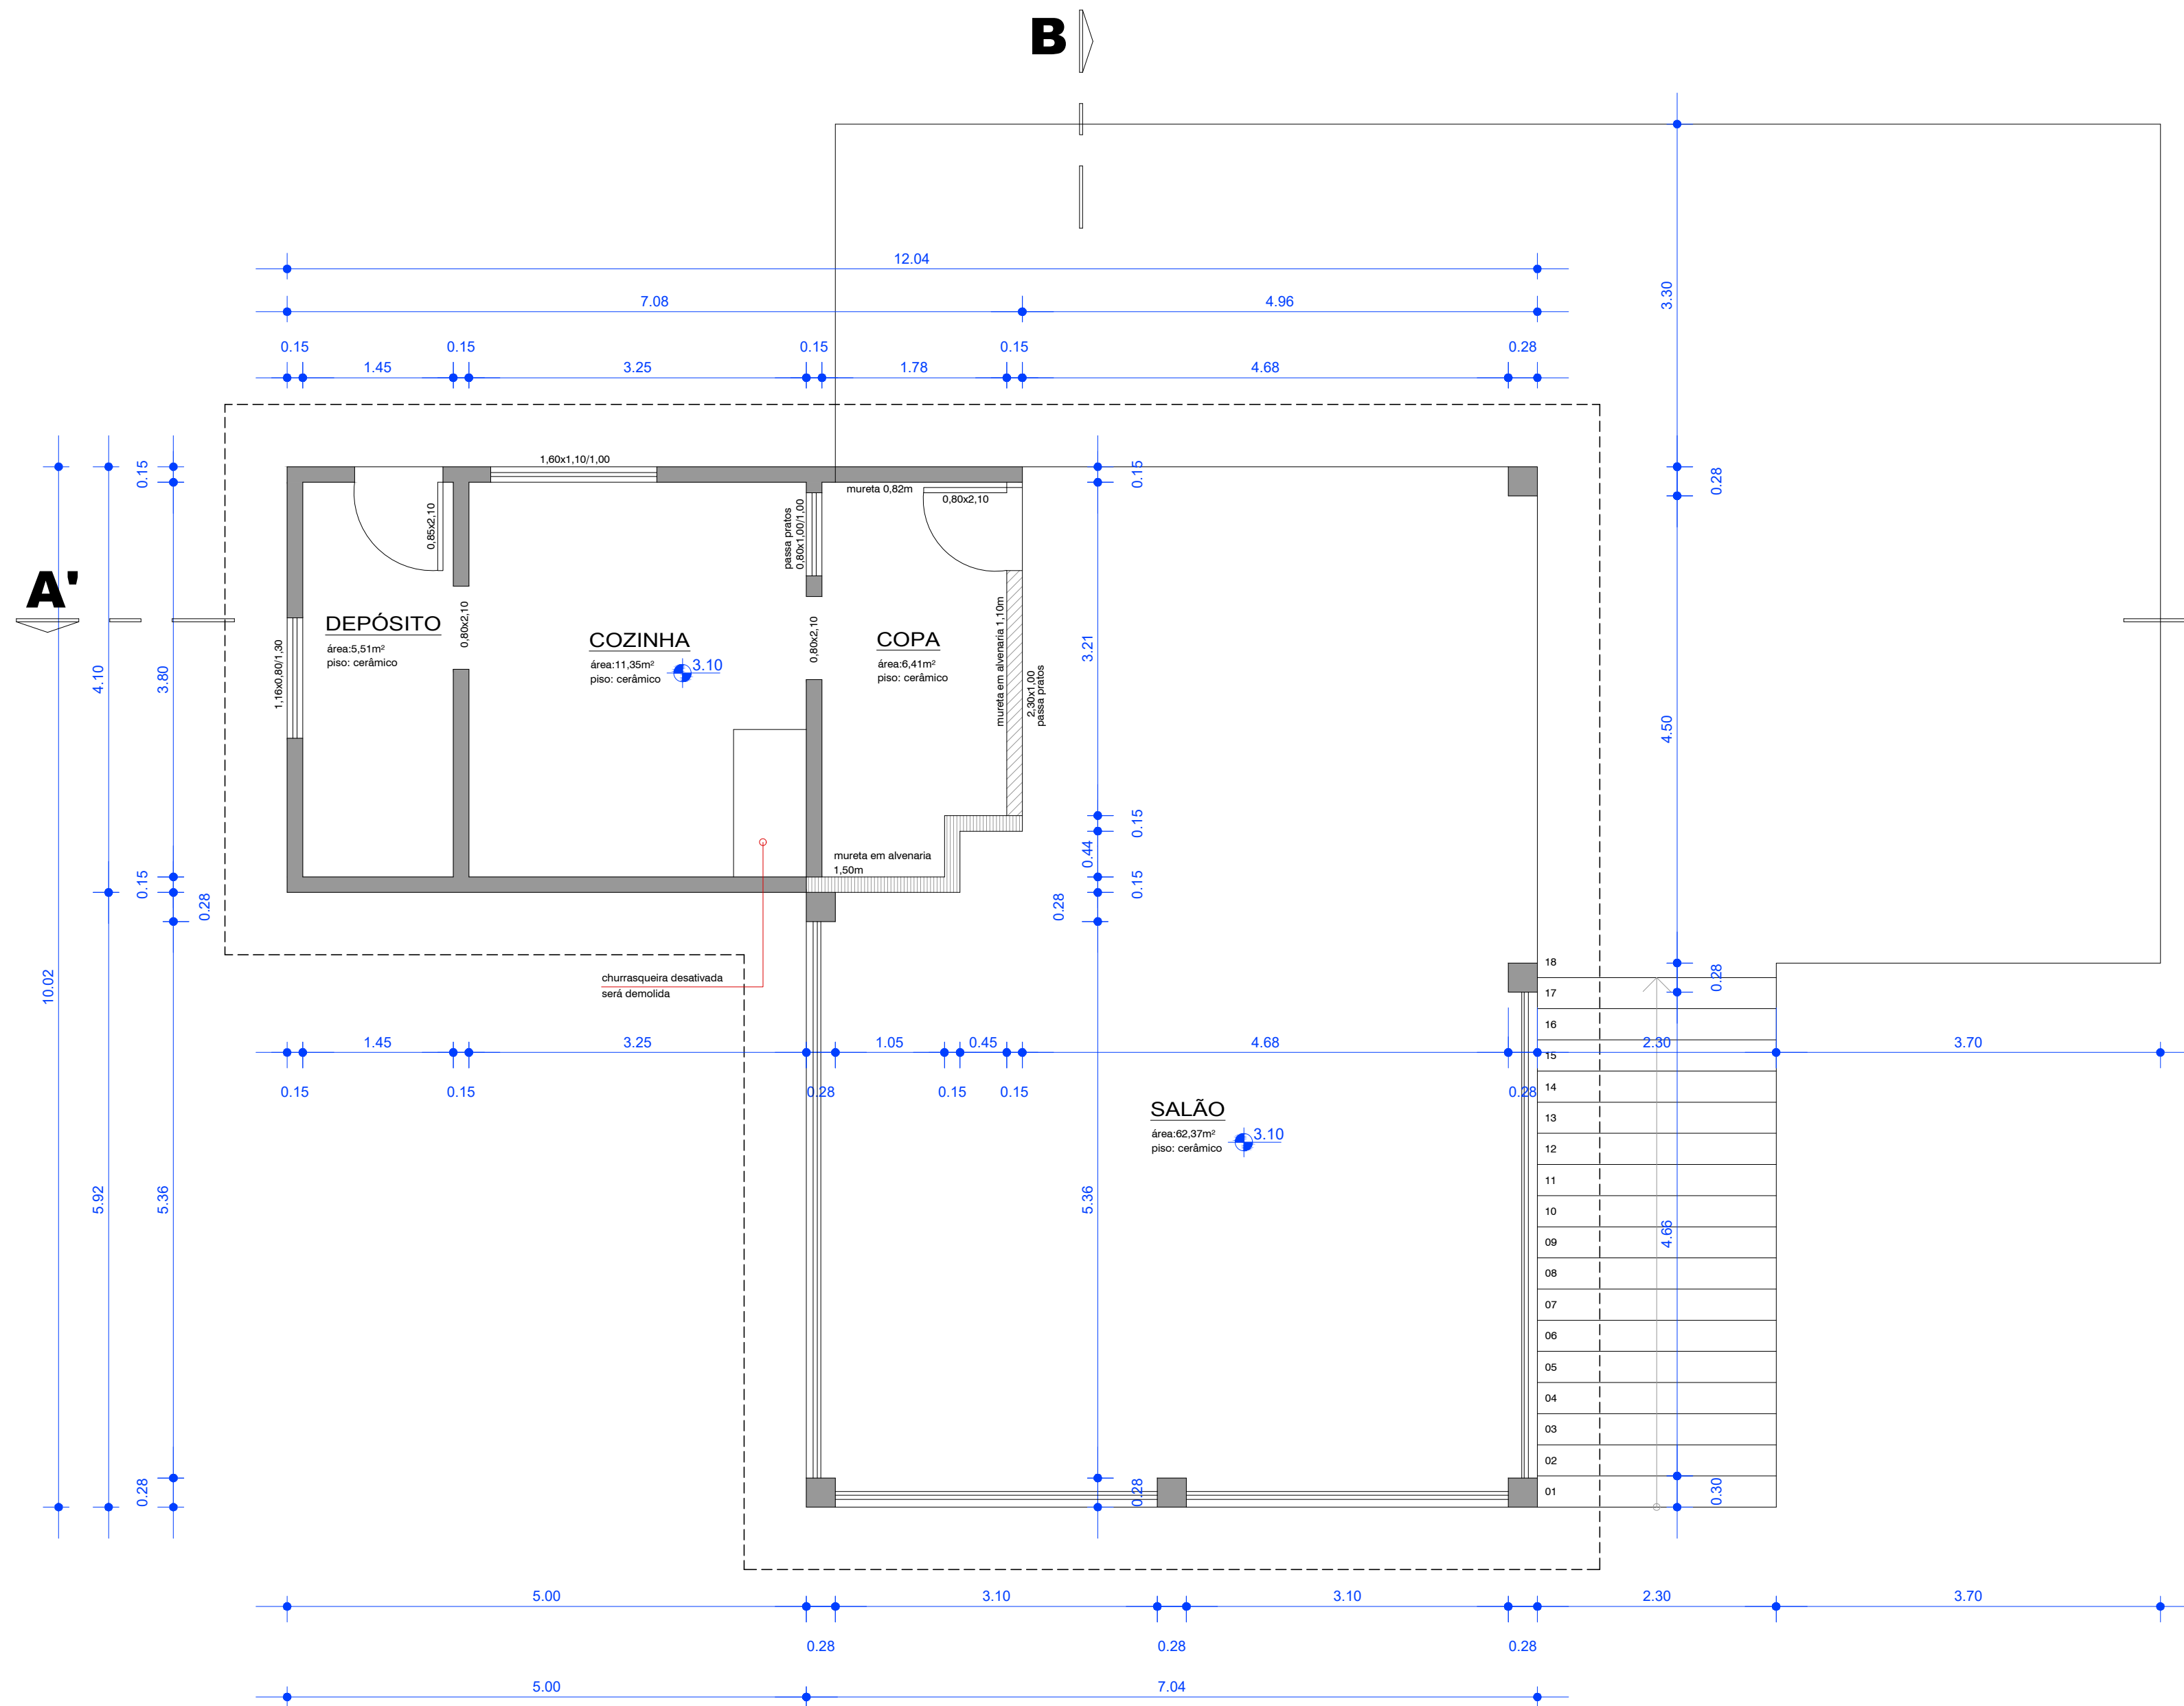 B
12.04
7.08
4.96
3.30
0.15
0.15
0.15
0.15
0.28
1.45
3.25
1.78
4.68
0.15
0.15
0.28
1,60x1,10/1,00
mureta 0,82m
0,80x2,10
0,85x2,10
passa pratos
0,80x1,00/1,00
A'
4.10
3.80
1,16x0,80/1,30
DEPÓSITO
área:5,51m²
piso: cerâmico
0,80x2,10
COZINHA
área:11,35m²
piso: cerâmico
3.10
0,80x2,10
COPA
área:6,41m²
piso: cerâmico
mureta em alvenaria 1,10m
2,30x1,00
passa pratos
3.21
4.50
0.15
0.44
0.15
mureta em alvenaria
1,50m
0.15
0.28
0.28
churrasqueira desativada
será demolida
10.02
18
17
16
15
14
13
12
11
10
09
08
07
06
05
04
03
02
01
0.28
1.45
3.25
1.05
0.45
4.68
2.30
3.70
0.15
0.15
0.28
0.15
0.15
0.28
SALÃO
área:62,37m²
piso: cerâmico
3.10
5.92
5.36
5.36
4.66
0.28
0.28
0.30
5.00
3.10
3.10
2.30
3.70
0.28
0.28
0.28
5.00
7.04